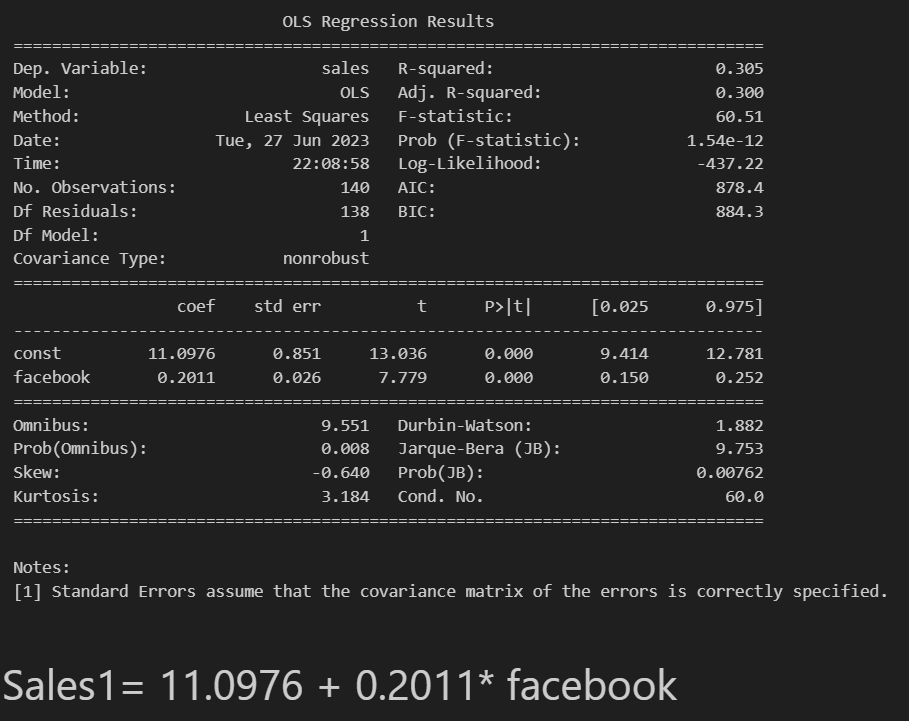 OLS Regression Results
==============================================================================
Dep. Variable:                  sales   R-squared:                       0.305
Model:                            OLS   Adj. R-squared:                  0.300
Method:                 Least Squares   F-statistic:                     60.51
Date:                Tue, 27 Jun 2023   Prob (F-statistic):           1.54e-12
Time:                        22:08:58   Log-Likelihood:                -437.22
No. Observations:                 140   AIC:                             878.4
Df Residuals:                     138   BIC:                             884.3
Df Model:                           1
Covariance Type:            nonrobust
==============================================================================
                 coef    std err          t      P>|t|      [0.025      0.975]
------------------------------------------------------------------------------
const         11.0976      0.851     13.036      0.000       9.414      12.781
facebook       0.2011      0.026      7.779      0.000       0.150       0.252
==============================================================================
Omnibus:                        9.551   Durbin-Watson:                   1.882
Prob(Omnibus):                  0.008   Jarque-Bera (JB):                9.753
Skew:                          -0.640   Prob(JB):                      0.00762
Kurtosis:                       3.184   Cond. No.                         60.0
==============================================================================
Notes:
[1] Standard Errors assume that the covariance matrix of the errors is correctly specified.
Sales1= 11.0976 + 0.2011* facebook